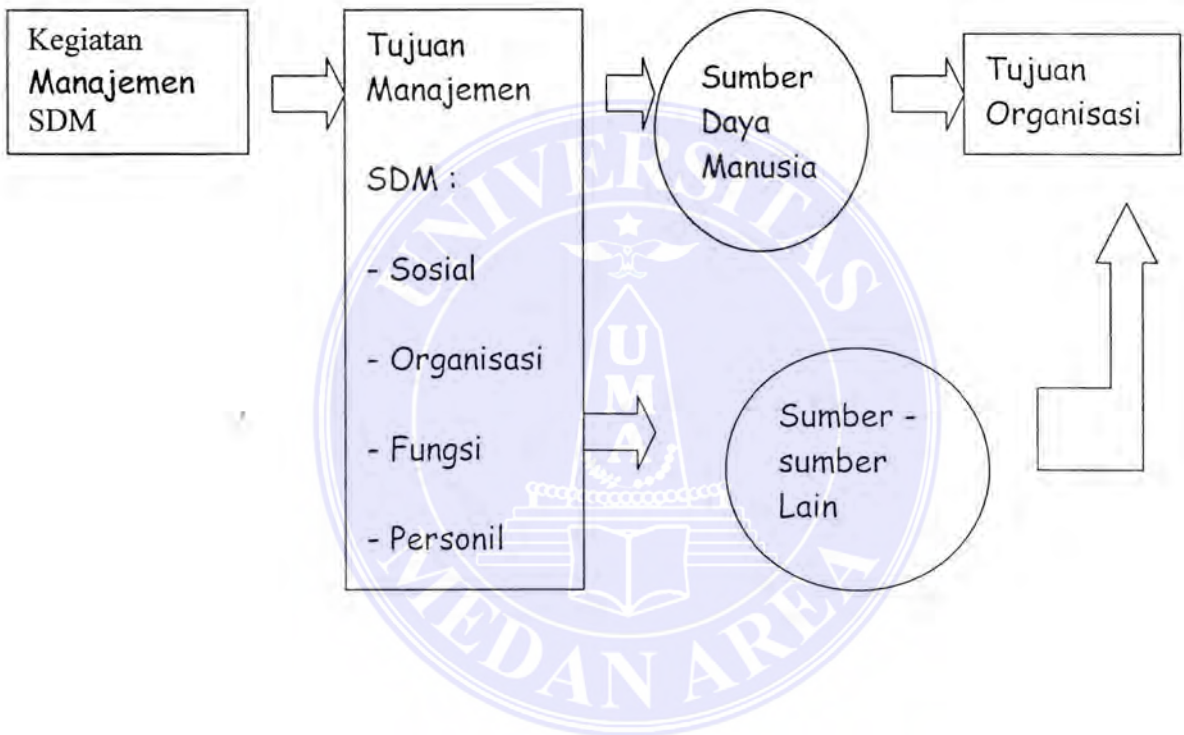 Kegiatan
Manajemen
SDM
Tujuan
Manajemen
SDM :
- Sosial
- Organisasi
- Fungsi
- Personil
Sumber
Daya
Manusia
Sumber -
sumber
Lain
Tujuan
Organisasi
UNIVERSITAS
UMA
MEDAN AREA